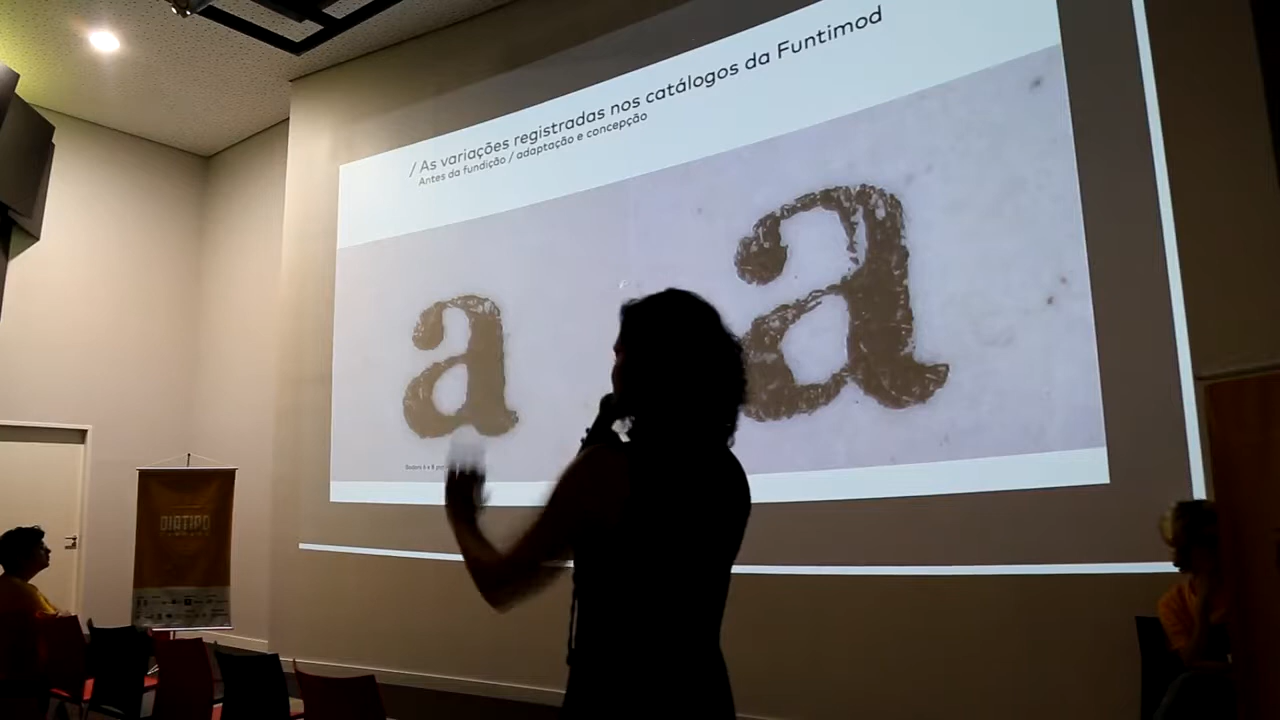 / As variações registradas nos catálogos da Funtimod
Antes da fundição / adaptação e concepção
a a
DIATIPO